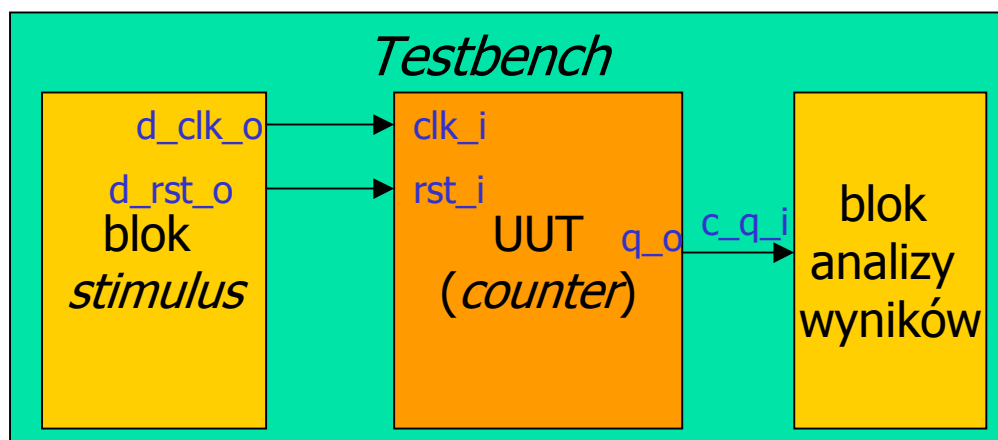 Testbench
d_clk_o
d_rst_o
blok
stimulus
clk_i
rst_i
UUT
(counter)
q_o
c_q_i
blok
analizy
wyników